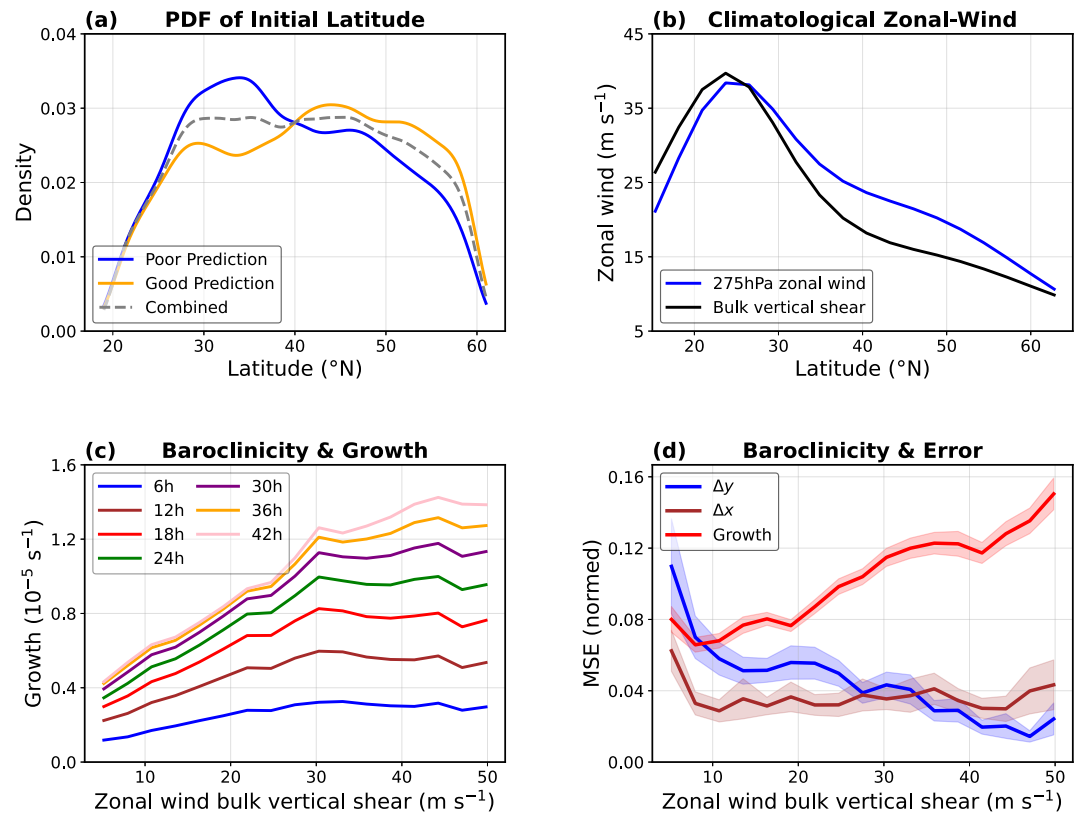 (a) PDF of Initial Latitude
0.04
0.03
0.02
0.01
0.00
Density
Poor Prediction
Good Prediction
Combined
20 30 40 50 60
Latitude (°N)
(b) Climatological Zonal-Wind
45
35
25
15
5
Zonal wind (m s⁻¹)
275hPa zonal wind
Bulk vertical shear
20 30 40 50 60
Latitude (°N)
(c) Baroclinicity & Growth
1.6
1.2
0.8
0.4
0.0
Growth (10⁻⁵ s⁻¹)
6h 30h
12h 36h
18h 42h
24h
10 20 30 40 50
Zonal wind bulk vertical shear (m s⁻¹)
(d) Baroclinicity & Error
0.16
0.12
0.08
0.04
0.00
MSE (normed)
Δy
Δx
Growth
10 20 30 40 50
Zonal wind bulk vertical shear (m s⁻¹)